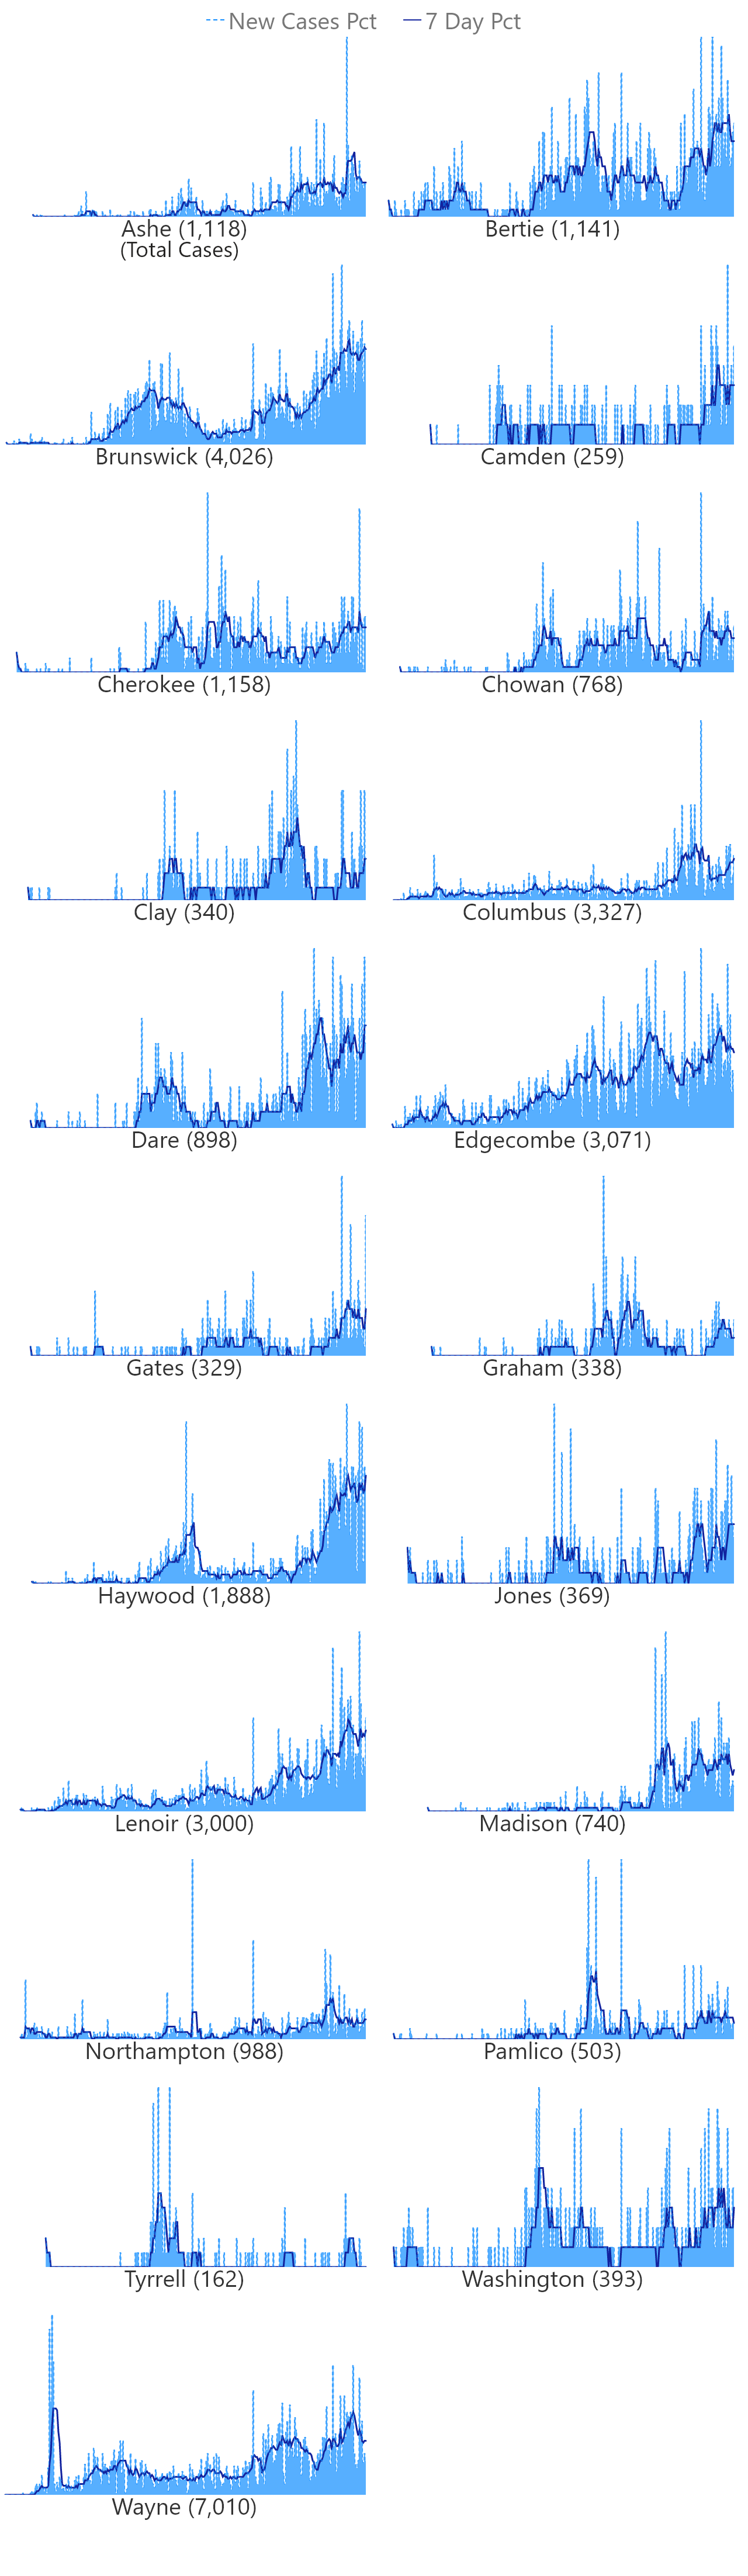 New Cases Pct 7 Day Pct
Ashe (1,118) Bertie (1,141)
(Total Cases)
Brunswick (4,026) Camden (259)
Cherokee (1,158) Chowan (768)
Clay (340) Columbus (3,327)
Dare (898) Edgecombe (3,071)
Gates (329) Graham (338)
Haywood (1,888) Jones (369)
Lenoir (3,000) Madison (740)
Northampton (988) Pamlico (503)
Tyrrell (162) Washington (393)
Wayne (7,010)